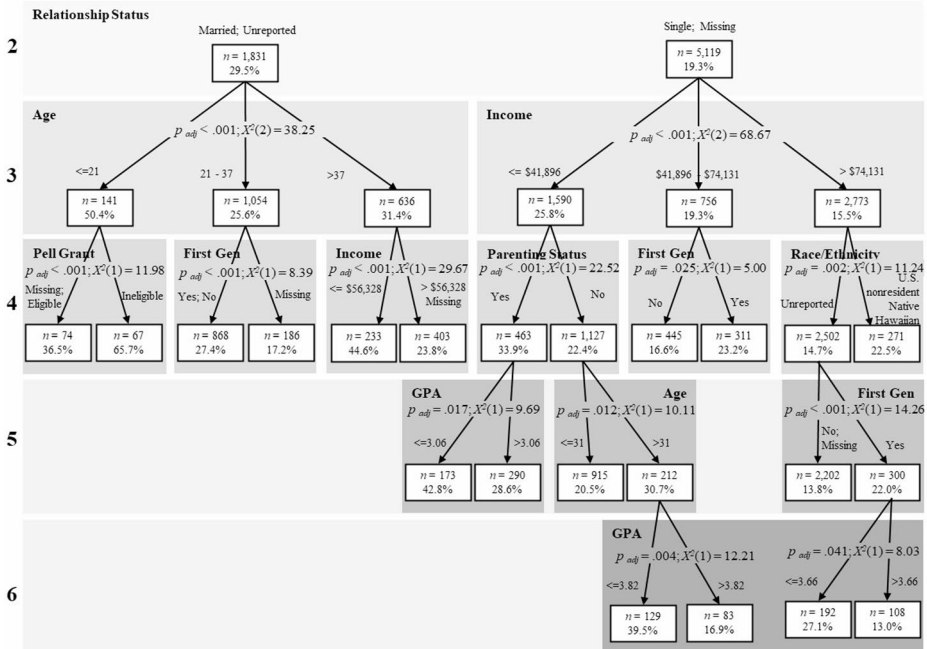 2
Relationship Status
Married; Unreported
n = 1,831
29.5%
Single; Missing
n = 5,119
19.3%
3
Age
p adj < .001; X²(2) = 38.25
<=21
21 - 37
>37
n = 141
50.4%
n = 1,054
25.6%
n = 636
31.4%
Income
p adj < .001; X²(2) = 68.67
<= $41,896
$41,896 - $74,131
> $74,131
n = 1,590
25.8%
n = 756
19.3%
n = 2,773
15.5%
4
Pell Grant
p adj < .001; X²(1) = 11.98
Missing;
Eligible
Ineligible
n = 74
36.5%
n = 67
65.7%
First Gen
p adj < .001; X²(1) = 8.39
Yes; No
Missing
n = 868
27.4%
n = 186
17.2%
Income
p adj < .001; X²(1) = 29.67
<= $56,328
> $56,328
Missing
n = 233
44.6%
n = 403
23.8%
Parenting Status
p adj < .001; X²(1) = 22.52
Yes
No
n = 463
33.9%
n = 1,127
22.4%
First Gen
p adj = .025; X²(1) = 5.00
No
Yes
n = 445
16.6%
n = 311
23.2%
Race/Ethnicity
p adj = .002; X²(1) = 11.24
Unreported
U.S.
nonresident
Native
Hawaiian
n = 2,502
14.7%
n = 271
22.5%
5
GPA
p adj = .017; X²(1) = 9.69
<=3.06
>3.06
n = 173
42.8%
n = 290
28.6%
Age
p adj = .012; X²(1) = 10.11
<=31
>31
n = 915
20.5%
n = 212
30.7%
First Gen
p adj < .001; X²(1) = 14.26
No;
Missing
Yes
n = 2,202
13.8%
n = 300
22.0%
6
GPA
p adj = .004; X²(1) = 12.21
<=3.82
>3.82
n = 129
39.5%
n = 83
16.9%
p adj = .041; X²(1) = 8.03
<=3.66
>3.66
n = 192
27.1%
n = 108
13.0%